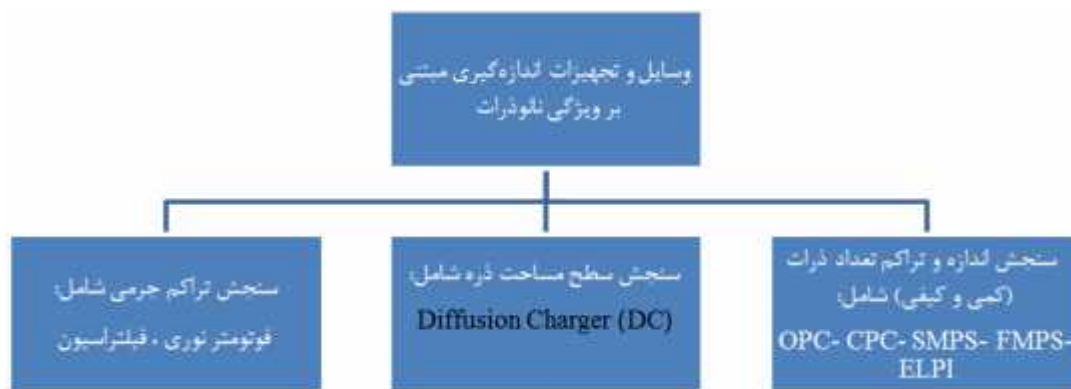 وسایل و تجهیزات اندازه‌گیری مبتنی
بر ویژگی نانوذرات
سنجش اندازه و تراکم تعداد ذرات
(کمی و کیفی) شامل:
OPC- CPC- SMPS- FMPS-
ELPI
سنجش سطح مساحت ذره شامل:
Diffusion Charger (DC)
سنجش تراکم جرمی شامل:
فوتومتر نوری ، فیلتراسیون